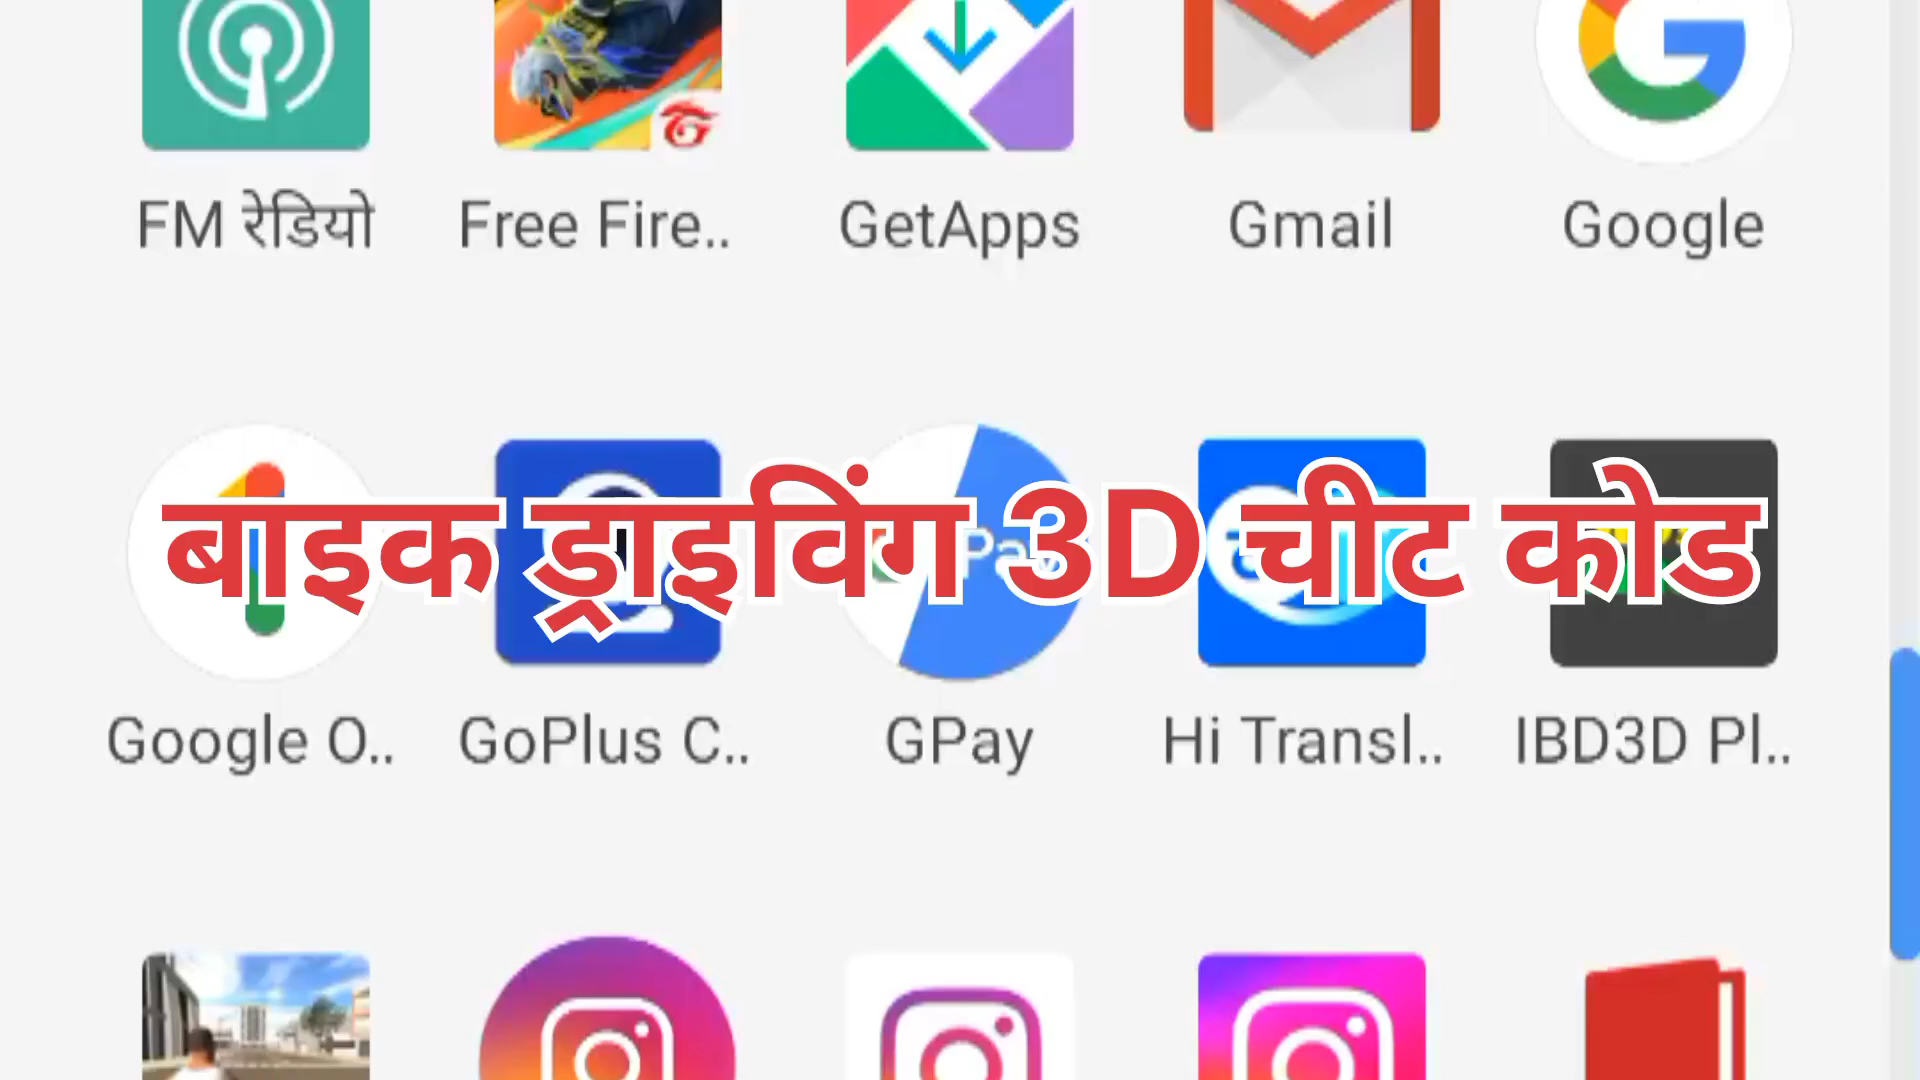 FM रेडियो Free Fire.. GetApps Gmail Google
बाइक ड्राइविंग 3D चीट कोड
Google O.. GoPlus C.. GPay Hi Transl.. IBD3D Pl..